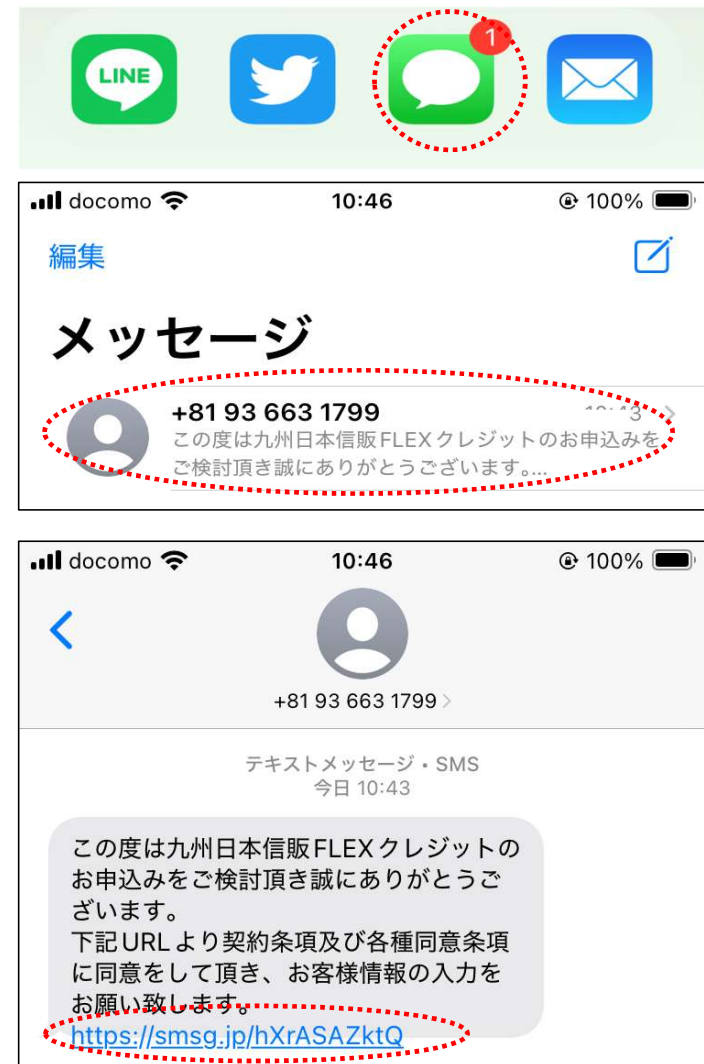 LINE
1
docomo 10:46 100%
編集
メッセージ
+81 93 663 1799 10:43
この度は九州日本信販FLEXクレジットのお申込みを
ご検討頂き誠にありがとうございます。...
docomo 10:46 100%
+81 93 663 1799
テキストメッセージ・SMS
今日 10:43
この度は九州日本信販FLEXクレジットの
お申込みをご検討頂き誠にありがとうご
ざいます。
下記URLより契約条項及び各種同意条項
に同意をして頂き、お客様情報の入力を
お願い致します。
https://smsg.jp/hXrASAZktQ